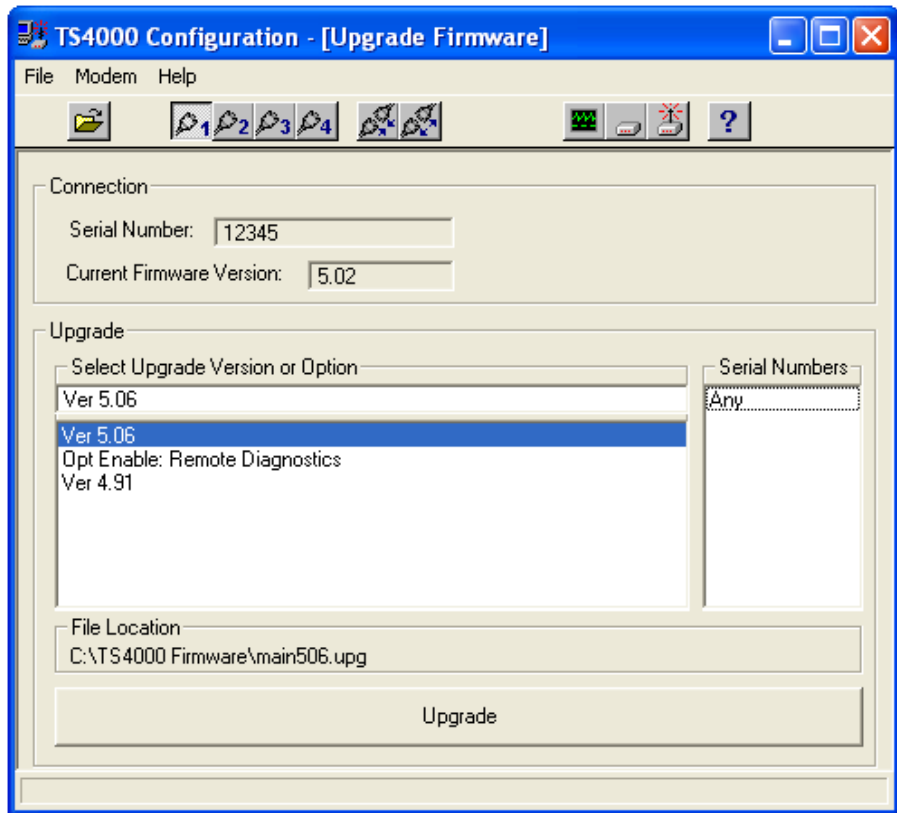 TS4000 Configuration - [Upgrade Firmware]
File Modem Help
1 2 3 4 ?
Connection
Serial Number: 12345
Current Firmware Version: 5.02
Upgrade
Select Upgrade Version or Option
Serial Numbers
Ver 5.06
Any
Ver 5.06
Opt Enable: Remote Diagnostics
Ver 4.91
File Location
C:\TS4000 Firmware\main506.upg
Upgrade